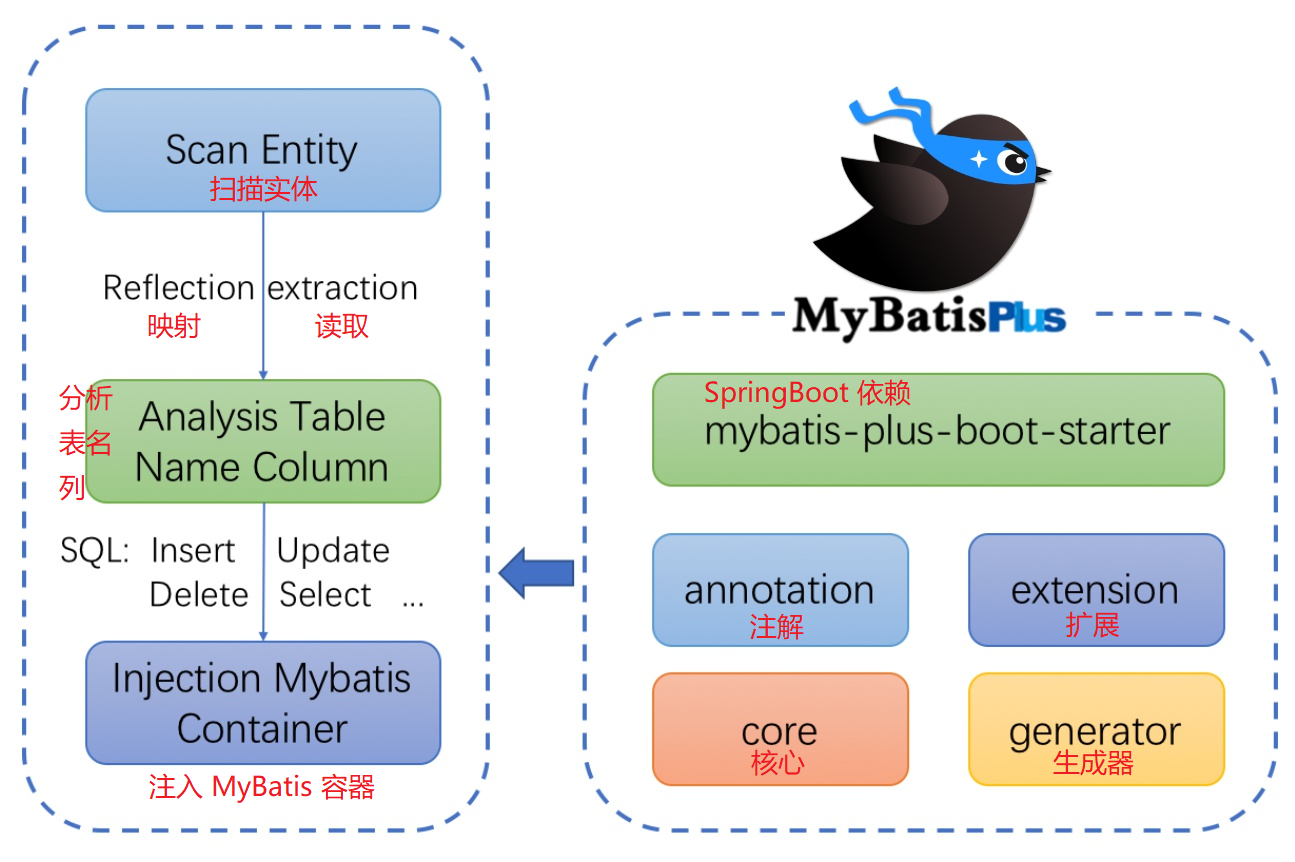 Scan Entity
扫描实体
Reflection extraction
映射 读取
分析
表名
列
Analysis Table
Name Column
SQL: Insert Update
Delete Select ...
Injection Mybatis
Container
注入 MyBatis 容器
MyBatisPlus
SpringBoot 依赖
mybatis-plus-boot-starter
annotation
注解
extension
扩展
core
核心
generator
生成器